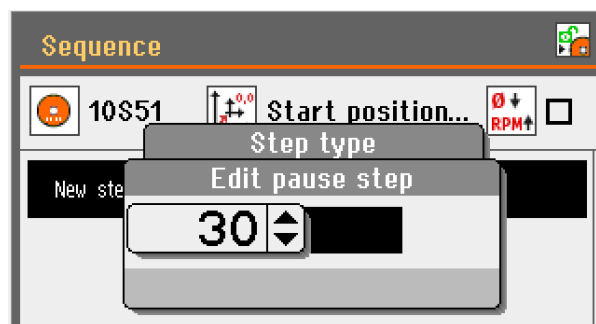 Sequence
10S51 0,0 Start position... Ø RPM
Step type
New ste Edit pause step
30